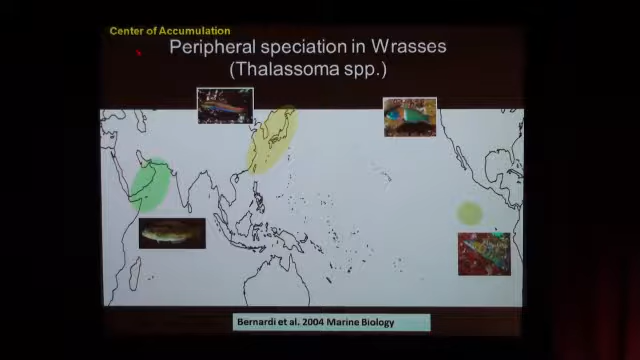 Center of Accumulation
Peripheral speciation in Wrasses
(Thalassoma spp.)
Bernardi et al. 2004 Marine Biology